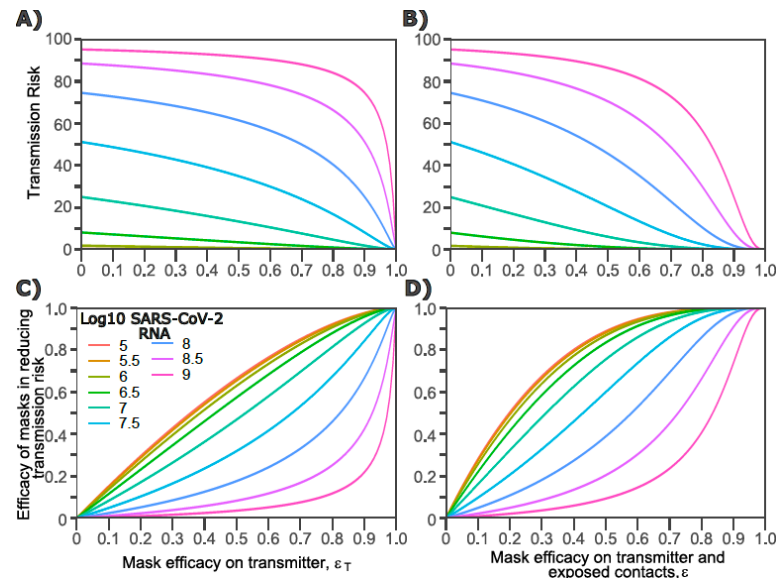 A)
B)
100
80
60
40
20
0
Transmission Risk
0 0.1 0.2 0.3 0.4 0.5 0.6 0.7 0.8 0.9 1.0
0 0.1 0.2 0.3 0.4 0.5 0.6 0.7 0.8 0.9 1.0
100
80
60
40
20
0
C)
D)
1.0
0.8
0.6
0.4
0.2
0
Efficacy of masks in reducing
transmission risk
Log10 SARS-CoV-2
RNA
5
5.5
6
6.5
7
7.5
8
8.5
9
0 0.1 0.2 0.3 0.4 0.5 0.6 0.7 0.8 0.9 1.0
Mask efficacy on transmitter, εT
1.0
0.8
0.6
0.4
0.2
0
0 0.1 0.2 0.3 0.4 0.5 0.6 0.7 0.8 0.9 1.0
Mask efficacy on transmitter and
exposed contacts, ε